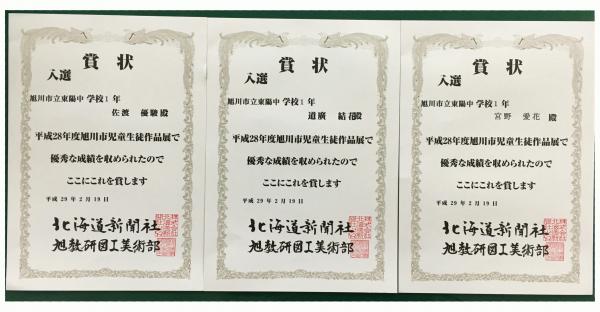 賞状
入選
旭川市立東陽中学校1年
佐渡 優駿殿
平成28年度旭川市児童生徒作品展で
優秀な成績を収められたので
ここにこれを賞します
平成29年2月19日
北海道新聞社
旭教研図工美術部
賞状
入選
旭川市立東陽中学校1年
道廣 結花殿
平成28年度旭川市児童生徒作品展で
優秀な成績を収められたので
ここにこれを賞します
平成29年2月19日
北海道新聞社
旭教研図工美術部
賞状
入選
旭川市立東陽中学校1年
宮野 愛花 殿
平成28年度旭川市児童生徒作品展で
優秀な成績を収められたので
ここにこれを賞します
平成29年2月19日
北海道新聞社
旭教研図工美術部